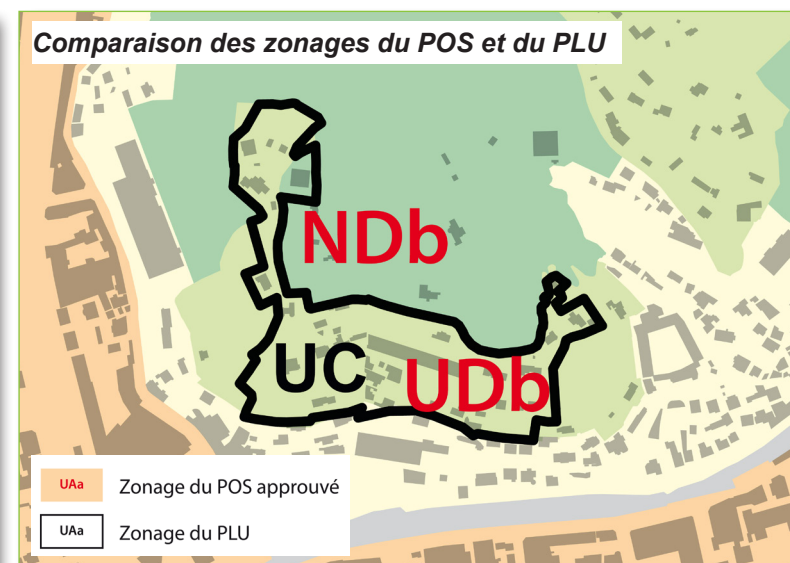 Comparaison des zonages du POS et du PLU
NDb
UC UDb
UAa Zonage du POS approuvé
UAa Zonage du PLU